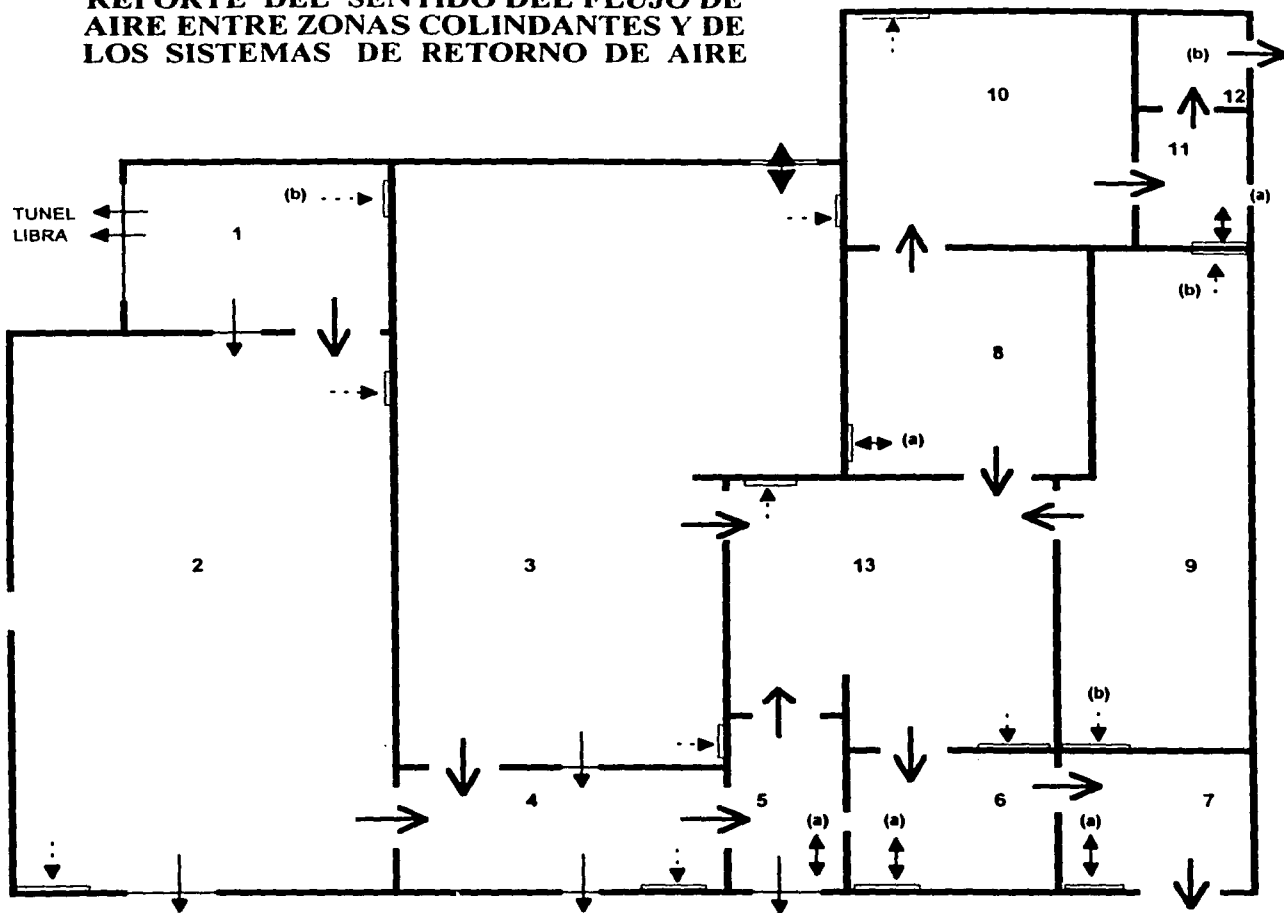 REPORTE DEL SENTIDO DEL FLUJO DE
AIRE ENTRE ZONAS COLINDANTES Y DE
LOS SISTEMAS DE RETORNO DE AIRE
(b)
10
12
11
(b)
(a)
TUNEL
LIBRA
1
(b)
8
(a)
2
3
13
9
(b)
4
5
6
7
(a)
(a)
(a)